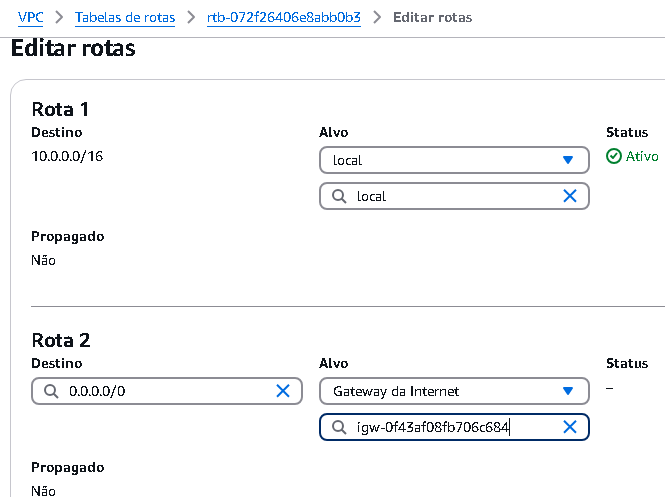 VPC > Tabelas de rotas > rtb-072f26406e8abb0b3 > Editar rotas
Editar rotas
Rota 1
Destino Alvo Status
10.0.0.0/16 local Ativo
local
Propagado
Não
Rota 2
Destino Alvo Status
0.0.0.0/0 Gateway da Internet –
igw-0f43af08fb706c684
Propagado
Não